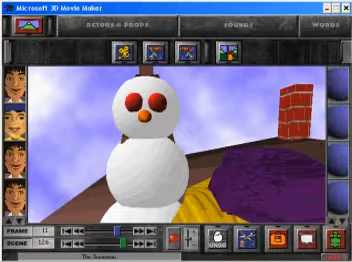 Microsoft 3D Movie Maker
ACTORS & PROPS
SOUNDS
WORDS
FRAME 11
SCENE 126
UNDO
The Snowman